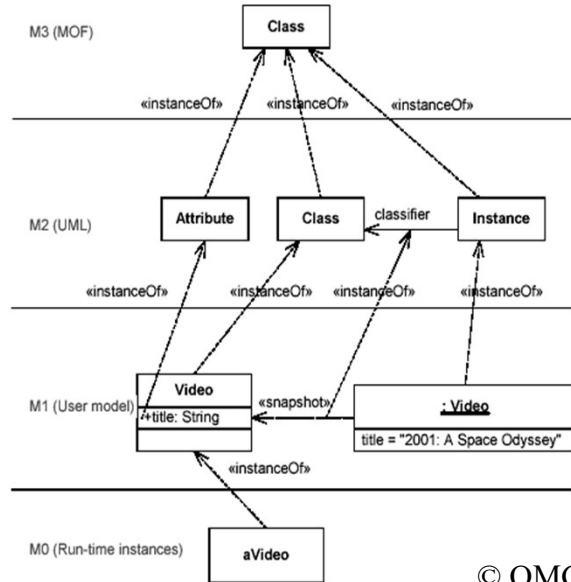 M3 (MOF)
Class
«instanceOf»
«instanceOf»
«instanceOf»
M2 (UML)
Attribute
Class
classifier
Instance
«instanceOf»
«instanceOf»
«instanceOf»
«instanceOf»
M1 (User model)
Video
+title: String
«snapshot»
: Video
title = "2001: A Space Odyssey"
«instanceOf»
M0 (Run-time instances)
aVideo
© OMG